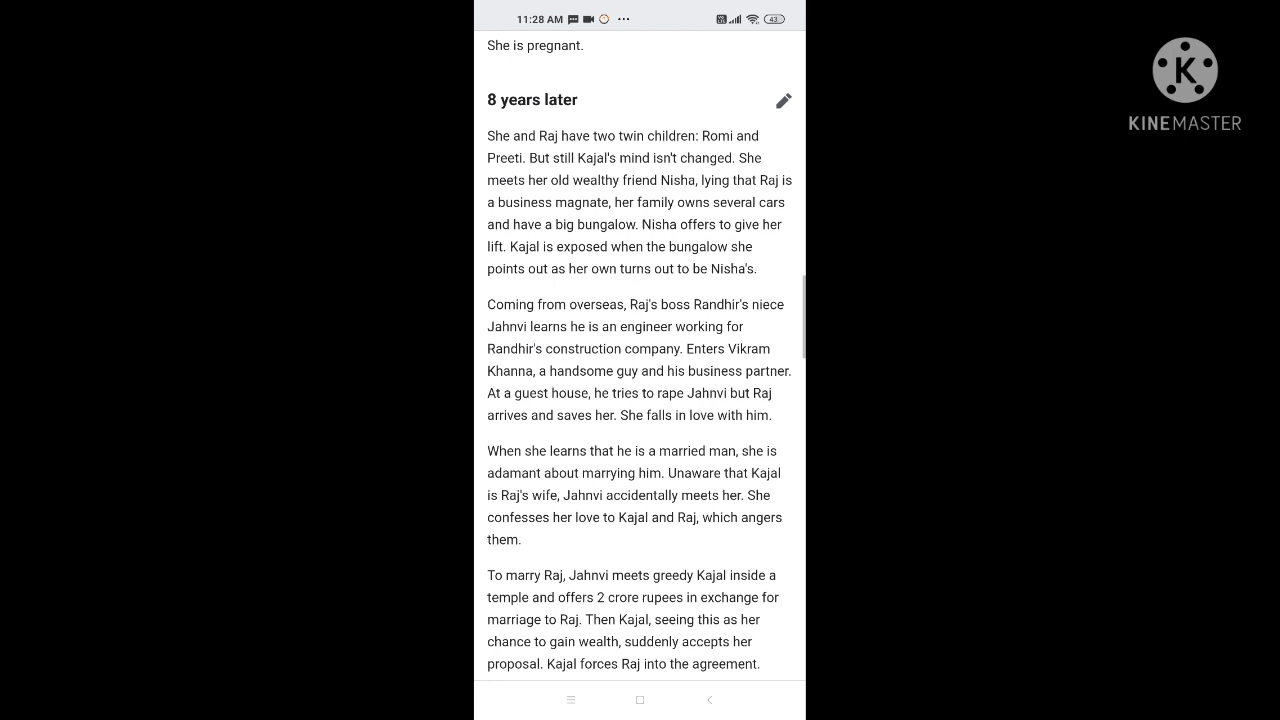 11:28 AM
43
She is pregnant.
8 years later
She and Raj have two twin children: Romi and
Preeti. But still Kajal's mind isn't changed. She
meets her old wealthy friend Nisha, lying that Raj is
a business magnate, her family owns several cars
and have a big bungalow. Nisha offers to give her
lift. Kajal is exposed when the bungalow she
points out as her own turns out to be Nisha's.
Coming from overseas, Raj's boss Randhir's niece
Jahnvi learns he is an engineer working for
Randhir's construction company. Enters Vikram
Khanna, a handsome guy and his business partner.
At a guest house, he tries to rape Jahnvi but Raj
arrives and saves her. She falls in love with him.
When she learns that he is a married man, she is
adamant about marrying him. Unaware that Kajal
is Raj's wife, Jahnvi accidentally meets her. She
confesses her love to Kajal and Raj, which angers
them.
To marry Raj, Jahnvi meets greedy Kajal inside a
temple and offers 2 crore rupees in exchange for
marriage to Raj. Then Kajal, seeing this as her
chance to gain wealth, suddenly accepts her
proposal. Kajal forces Raj into the agreement.
K
KINEMASTER